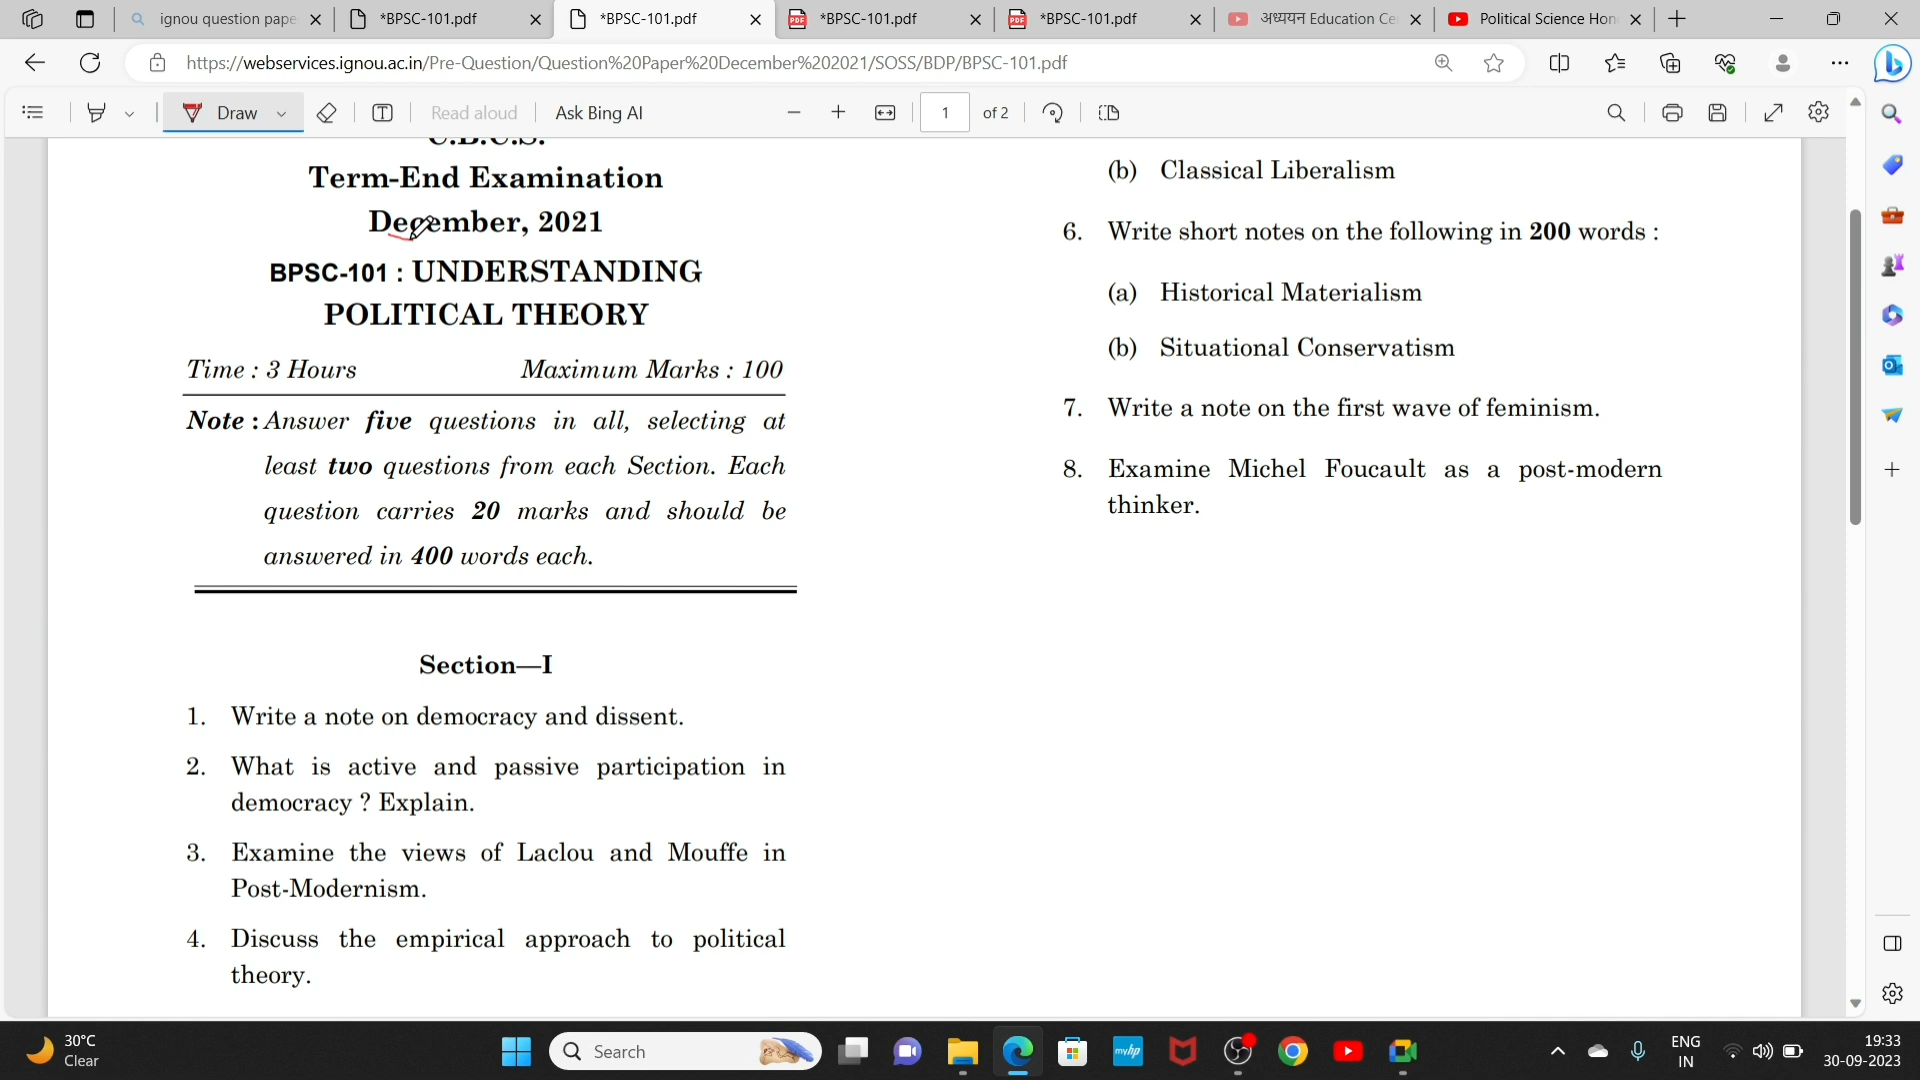 ignou question pape
*BPSC-101.pdf
*BPSC-101.pdf
*BPSC-101.pdf
*BPSC-101.pdf
अध्ययन Education Ce
Political Science Hon
https://webservices.ignou.ac.in/Pre-Question/Question%20Paper%20December%202021/SOSS/BDP/BPSC-101.pdf
Draw
Read aloud
Ask Bing AI
1
of 2
C.B.C.S.
Term-End Examination
December, 2021
BPSC-101 : UNDERSTANDING
POLITICAL THEORY
Time : 3 Hours Maximum Marks : 100
Note : Answer five questions in all, selecting at
least two questions from each Section. Each
question carries 20 marks and should be
answered in 400 words each.
Section—I
1. Write a note on democracy and dissent.
2. What is active and passive participation in
democracy ? Explain.
3. Examine the views of Laclou and Mouffe in
Post-Modernism.
4. Discuss the empirical approach to political
theory.
(b) Classical Liberalism
6. Write short notes on the following in 200 words :
(a) Historical Materialism
(b) Situational Conservatism
7. Write a note on the first wave of feminism.
8. Examine Michel Foucault as a post-modern
thinker.
30°C
Clear
Search
myhp
ENG
IN
19:33
30-09-2023